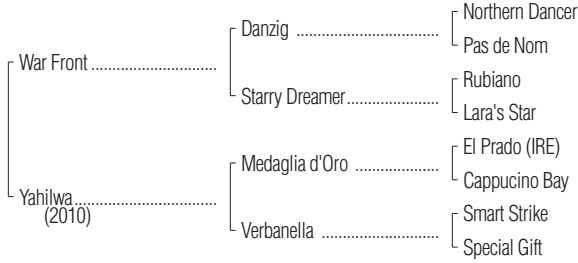 Northern Dancer
Danzig ..................................
Pas de Nom
War Front ..............................
Rubiano
Starry Dreamer.........................
Lara's Star
El Prado (IRE)
Medaglia d'Oro ......................
Cappucino Bay
Yahilwa..................................
(2010)
Smart Strike
Verbanella .............................
Special Gift